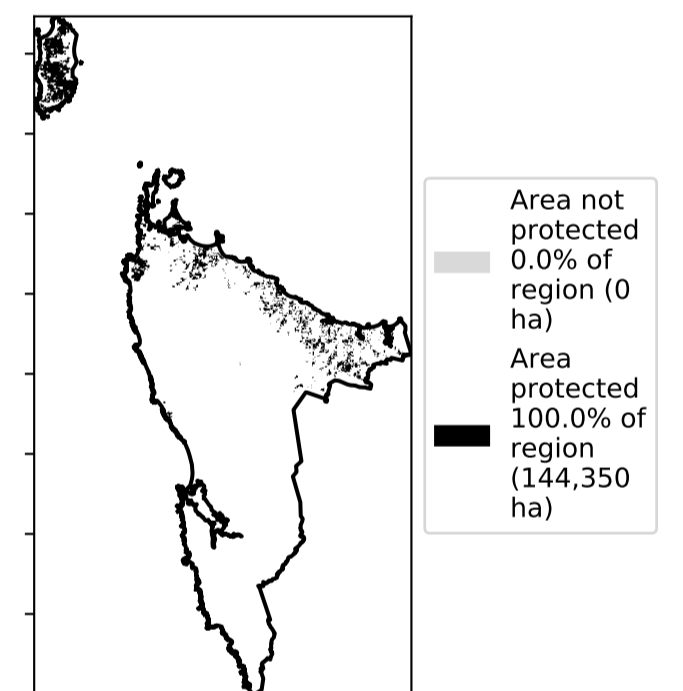 Area not
protected
0.0% of
region (0
ha)
Area
protected
100.0% of
region
(144,350
ha)